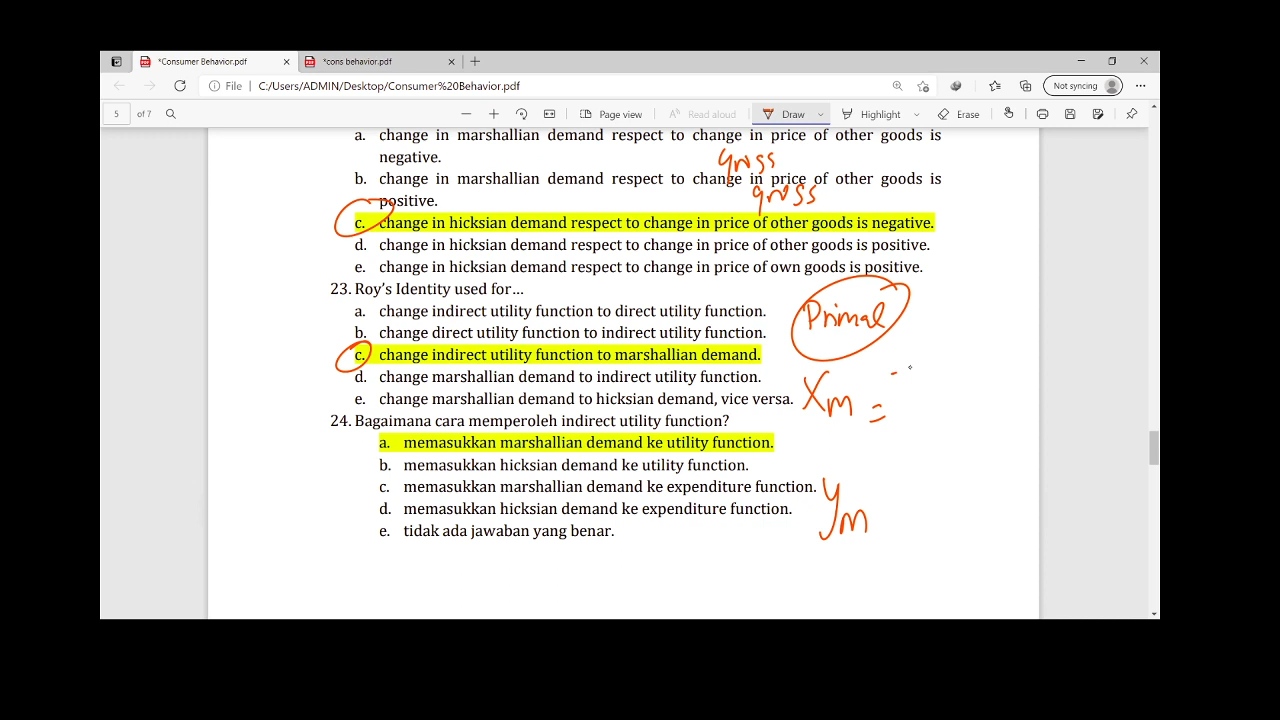 *Consumer Behavior.pdf
*cons behavior.pdf
File C:/Users/ADMIN/Desktop/Consumer%20Behavior.pdf
Not syncing
5 of 7
Page view
Read aloud
Draw
Highlight
Erase
a. change in marshallian demand respect to change in price of other goods is
negative.
gross
b. change in marshallian demand respect to change in price of other goods is
positive.
gross
c. change in hicksian demand respect to change in price of other goods is negative.
d. change in hicksian demand respect to change in price of other goods is positive.
e. change in hicksian demand respect to change in price of own goods is positive.
23. Roy’s Identity used for…
a. change indirect utility function to direct utility function.
Primal
b. change direct utility function to indirect utility function.
c. change indirect utility function to marshallian demand.
d. change marshallian demand to indirect utility function.
e. change marshallian demand to hicksian demand, vice versa.
Xm = -
24. Bagaimana cara memperoleh indirect utility function?
a. memasukkan marshallian demand ke utility function.
b. memasukkan hicksian demand ke utility function.
c. memasukkan marshallian demand ke expenditure function.
d. memasukkan hicksian demand ke expenditure function.
ym
e. tidak ada jawaban yang benar.